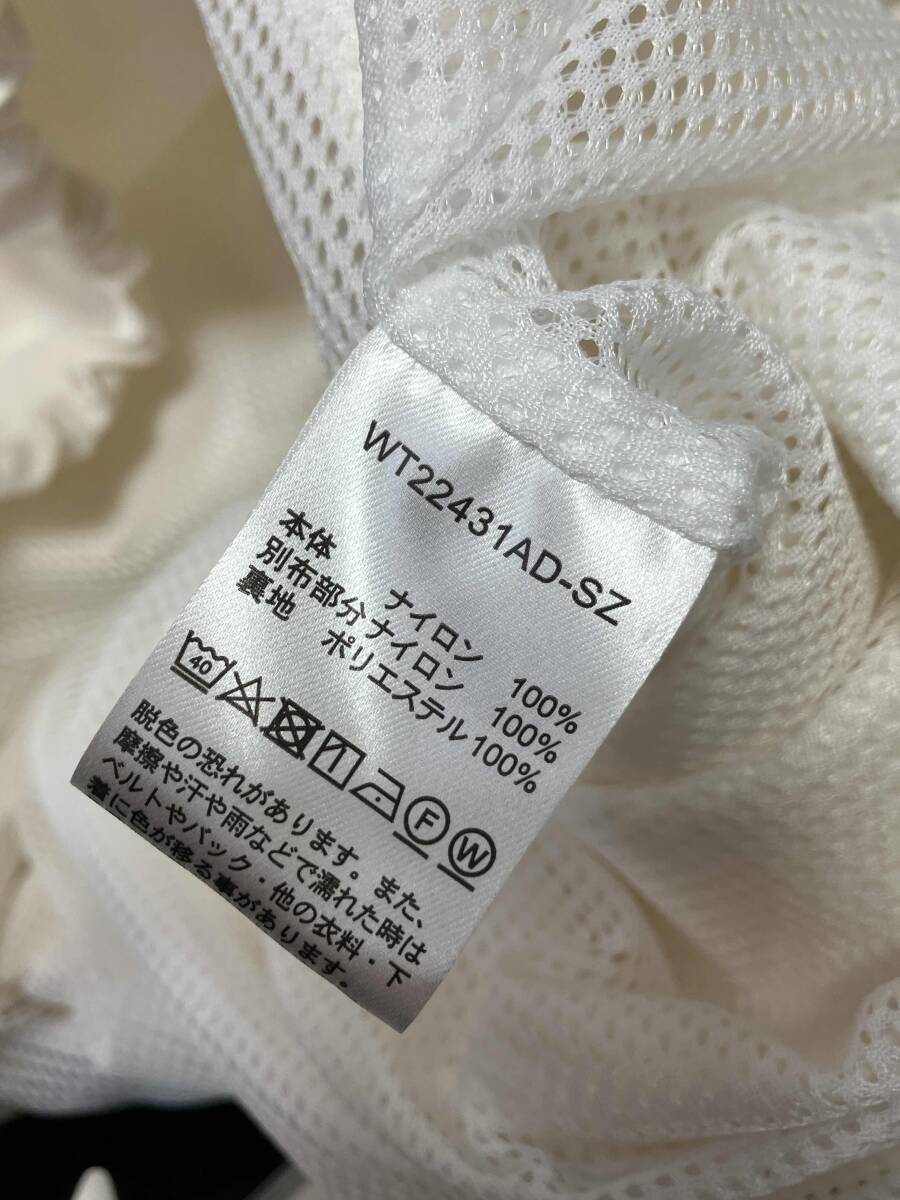 WT22431AD-SZ
本体 ナイロン 100%
別布部分ナイロン 100%
裏地 ポリエステル100%
40 F W
脱色の恐れがあります。また、
摩擦や汗や雨などで濡れた時は
ベルトやバック・他の衣料・下
着に色が移る事があります。